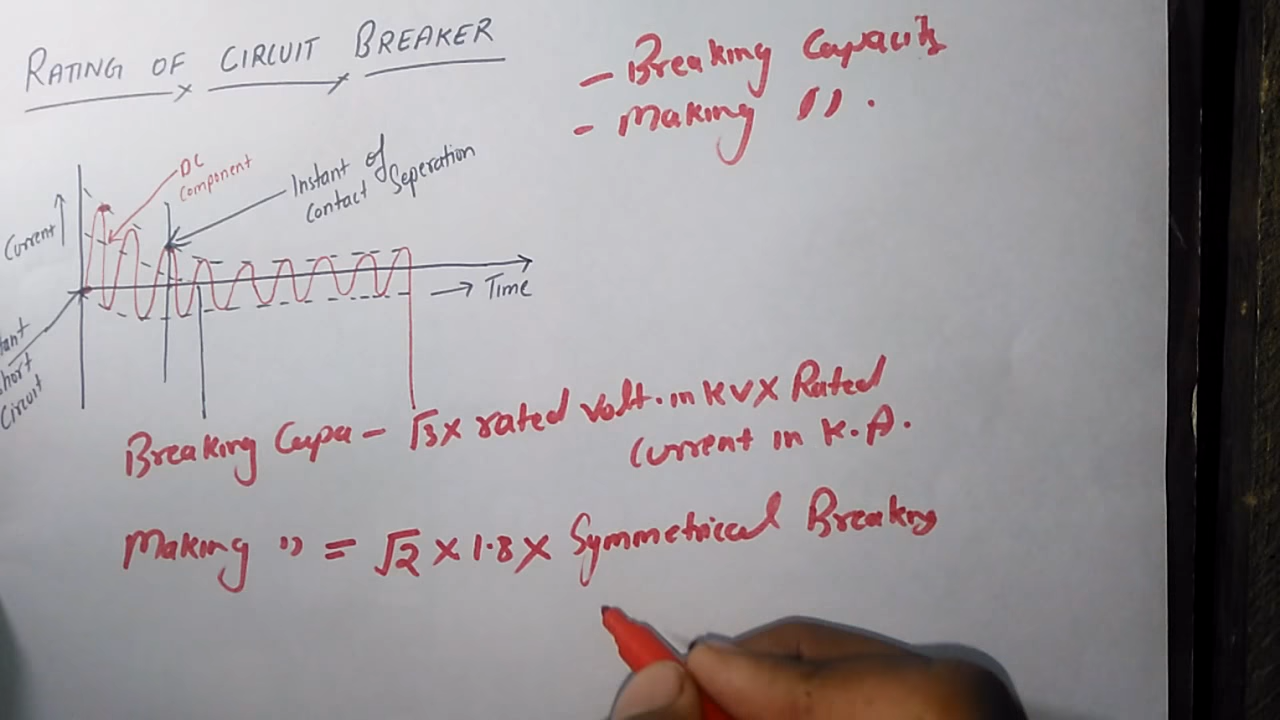 RATING OF CIRCUIT BREAKER
- Breaking Capacity
- Making " .
DC
Component
Instant of
Contact Seperation
Current
Time
Short
Circuit
Breaking Capa - √3 x rated volt. in KV X Rated
Current in K.A.
Making " = √2 x 1.8 x Symmetrical Breaking